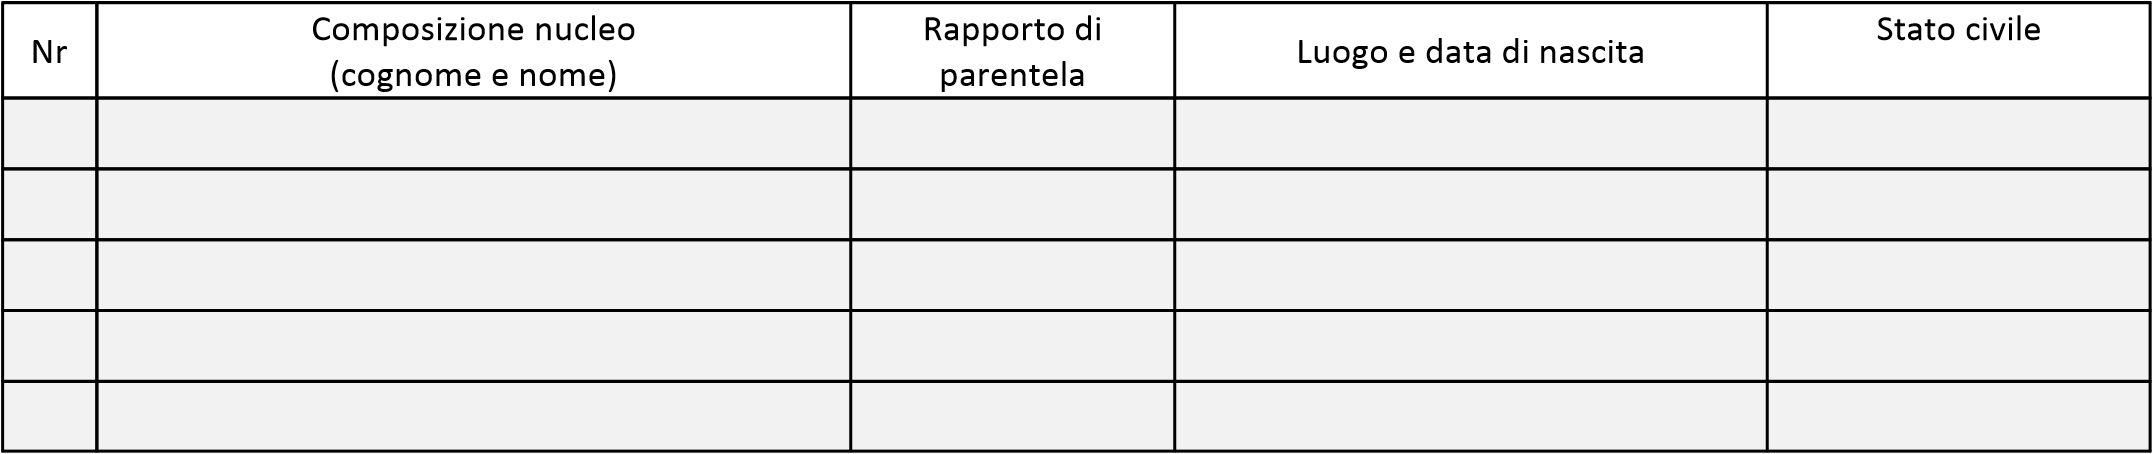 Nr
Composizione nucleo
(cognome e nome)
Rapporto di
parentela
Luogo e data di nascita
Stato civile